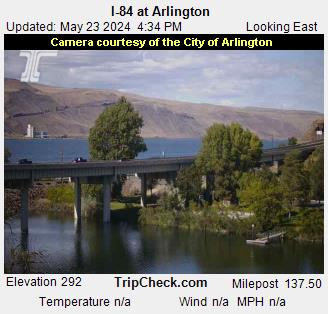 I-84 at Arlington
Updated: May 23 2024 4:34 PM Looking East
Camera courtesy of the City of Arlington
Elevation 292 TripCheck.com Milepost 137.50
Temperature n/a Wind n/a MPH n/a